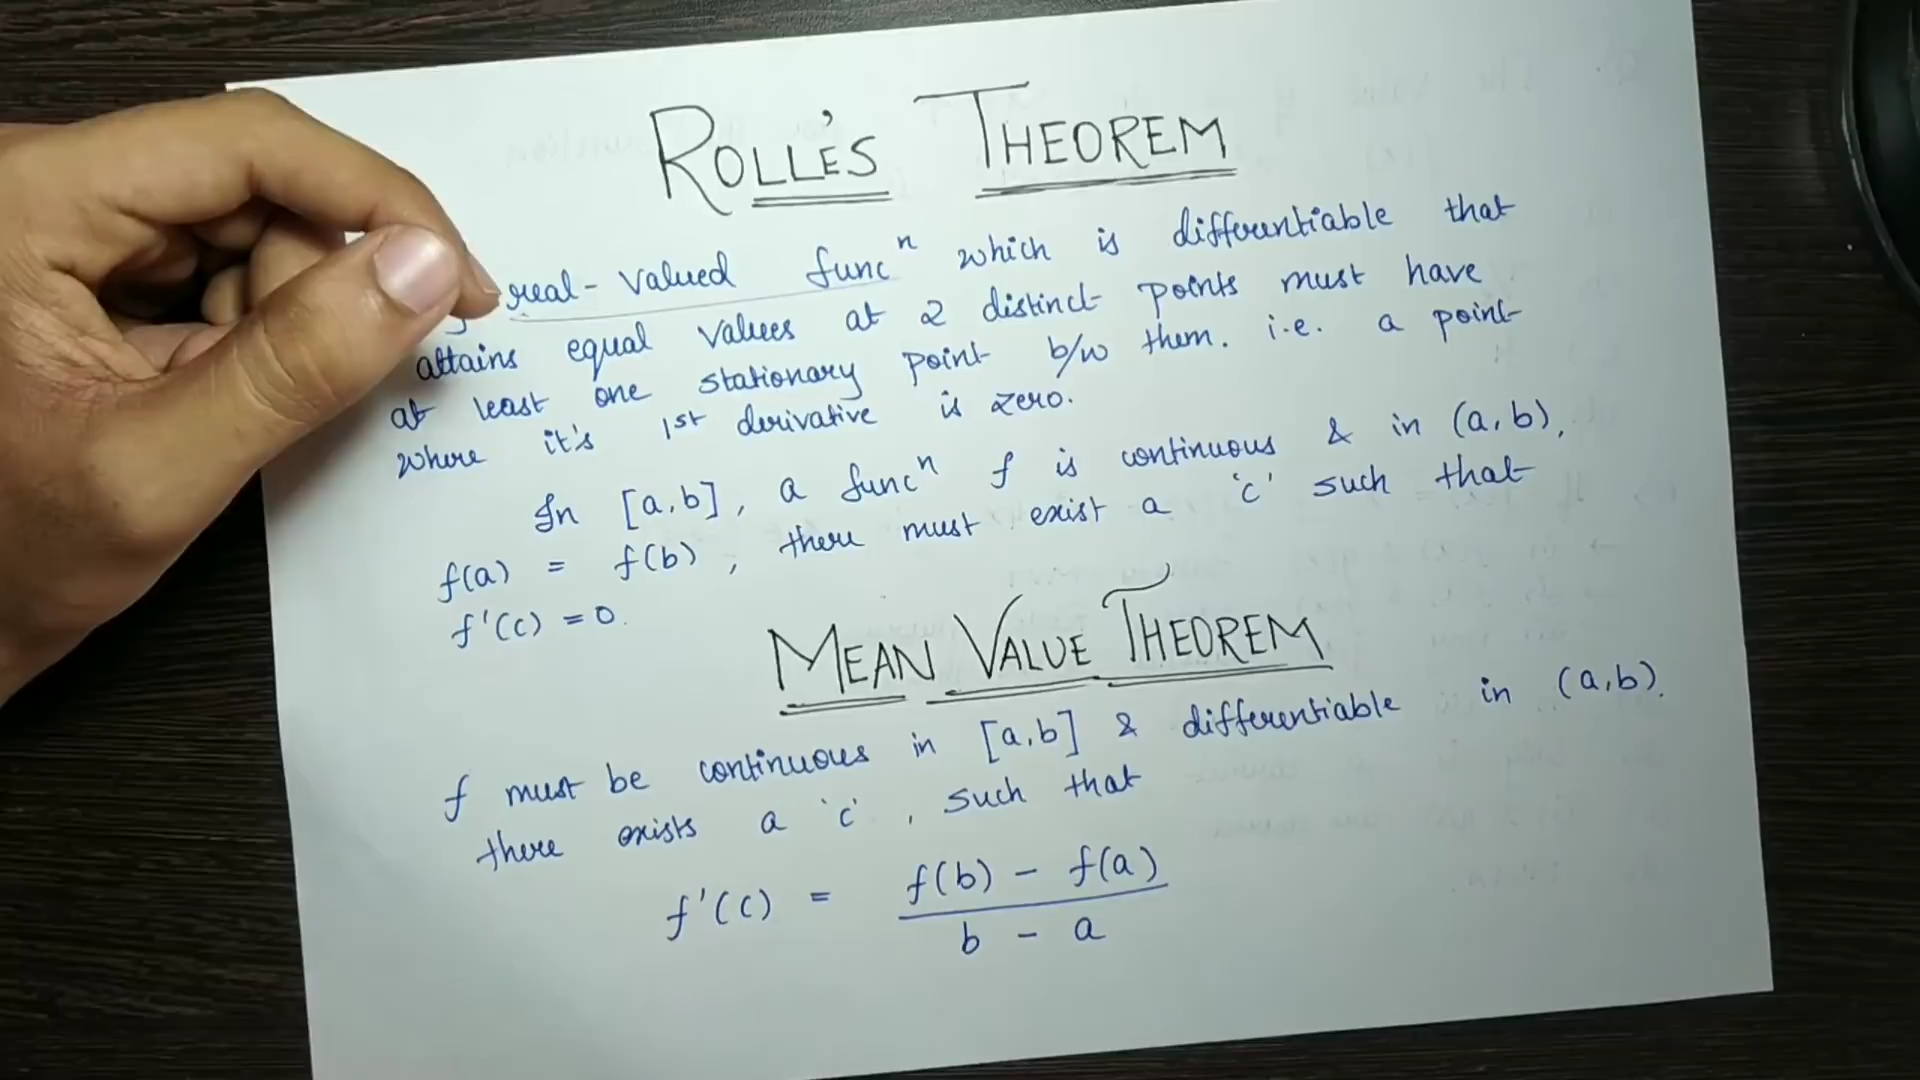 ROLLE'S THEOREM
real-valued funcⁿ which is differentiable that
attains equal values at 2 distinct points must have
at least one stationary point b/w them. i.e. a point
where it's 1st derivative is zero.
In [a,b], a funcⁿ f is continuous & in (a,b),
f(a) = f(b), there must exist a 'c' such that
f'(c) = 0.
MEAN VALUE THEOREM
f must be continuous in [a,b] & differentiable in (a,b).
there exists a 'c', such that
f'(c) = f(b) - f(a)
b - a